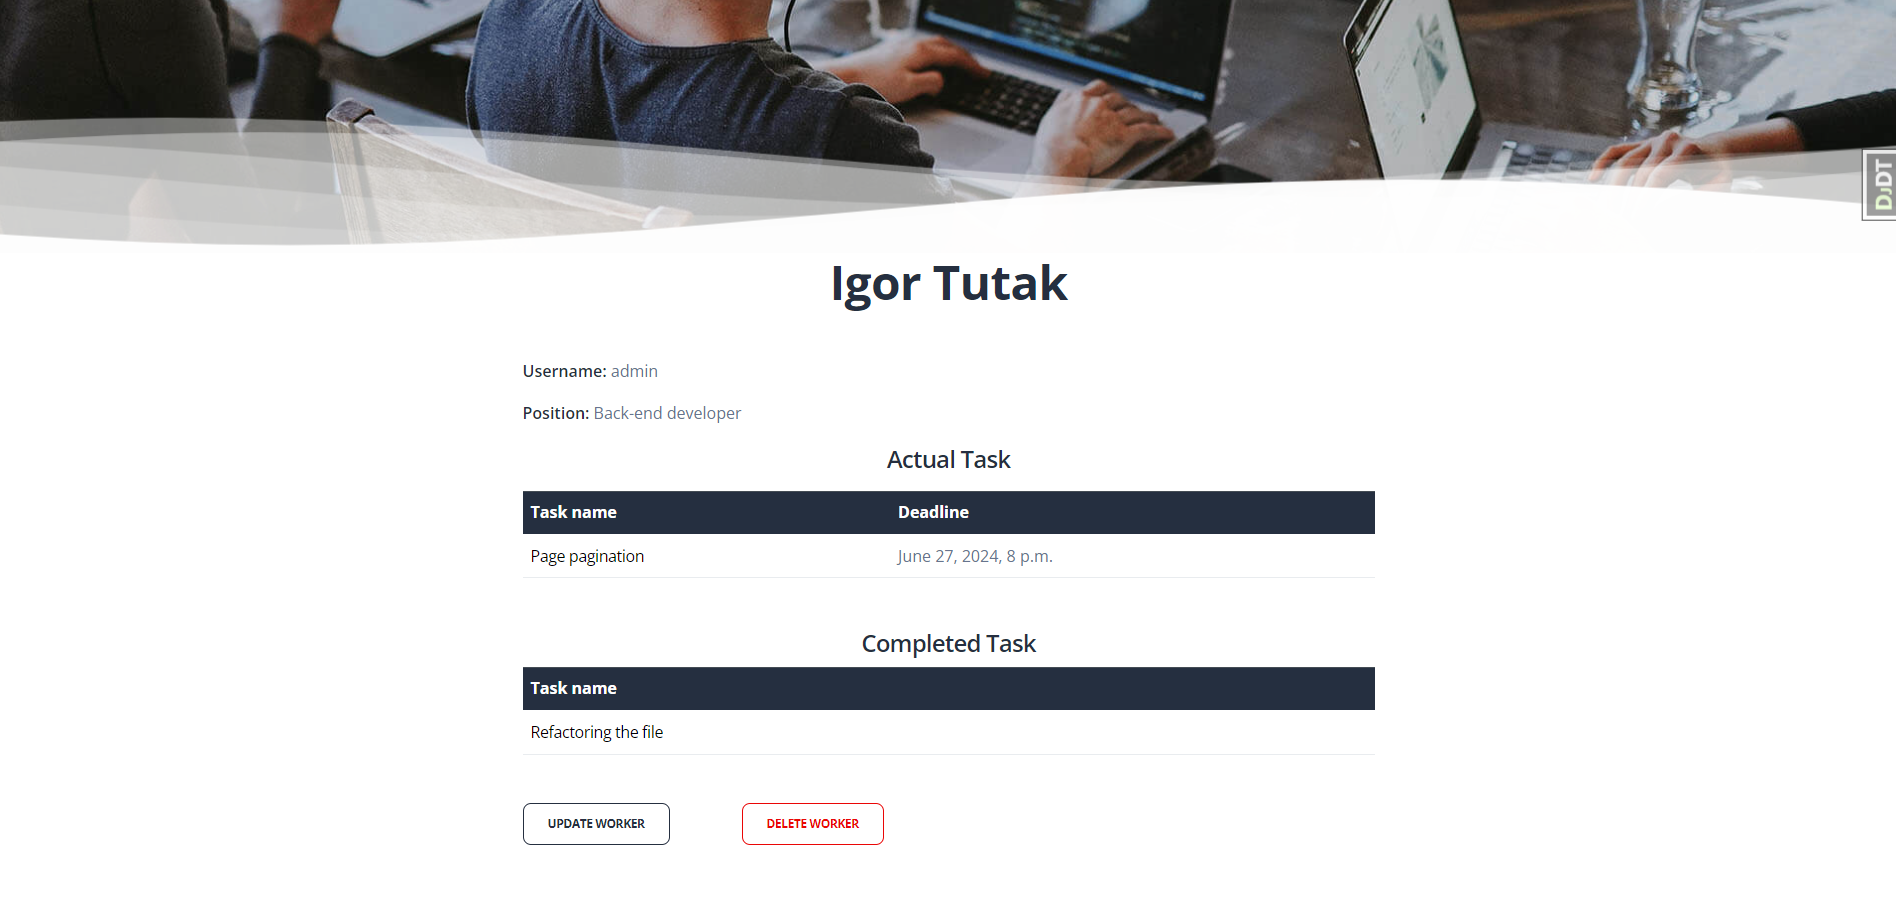 DjDT
Igor Tutak
Username: admin
Position: Back-end developer
Actual Task
Task name Deadline
Page pagination June 27, 2024, 8 p.m.
Completed Task
Task name
Refactoring the file
UPDATE WORKER DELETE WORKER